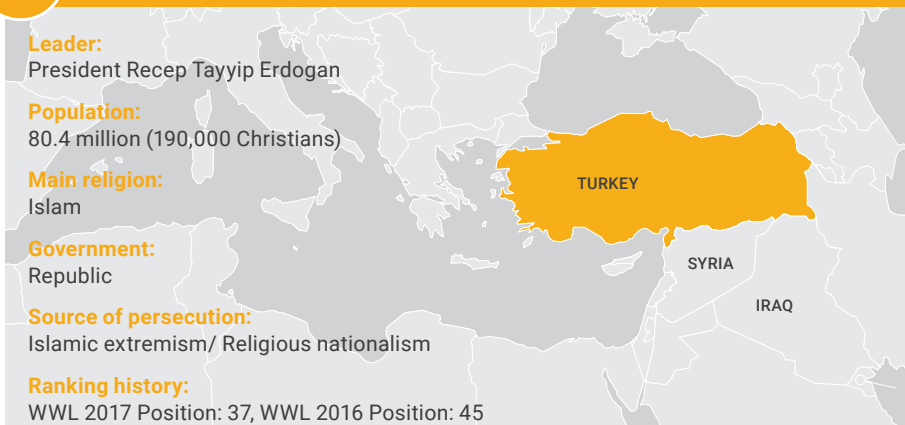 Leader:
President Recep Tayyip Erdogan
Population:
80.4 million (190,000 Christians)
Main religion:
Islam
Government:
Republic
Source of persecution:
Islamic extremism/ Religious nationalism
Ranking history:
WWL 2017 Position: 37, WWL 2016 Position: 45
TURKEY
SYRIA
IRAQ